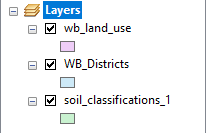 Layers
wb_land_use
WB_Districts
soil_classifications_1